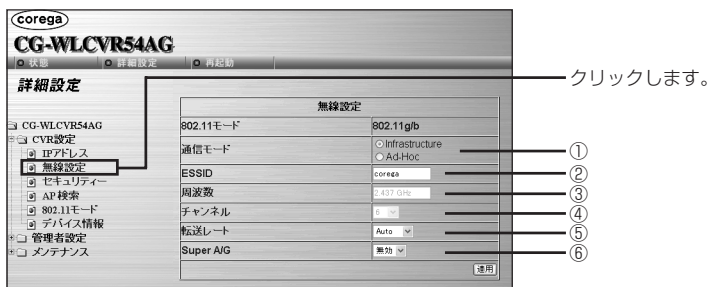 corega
CG-WLCVR54AG
状態
詳細設定
再起動
詳細設定
クリックします。
CG-WLCVR54AG
CVR設定
IPアドレス
無線設定
セキュリティー
AP検索
802.11モード
デバイス情報
管理者設定
メンテナンス
無線設定
802.11モード 802.11g/b
通信モード Infrastructure
Ad-Hoc ①
ESSID corega ②
周波数 2.437 GHz ③
チャンネル 6 ④
転送レート Auto ⑤
Super A/G 無効 ⑥
適用